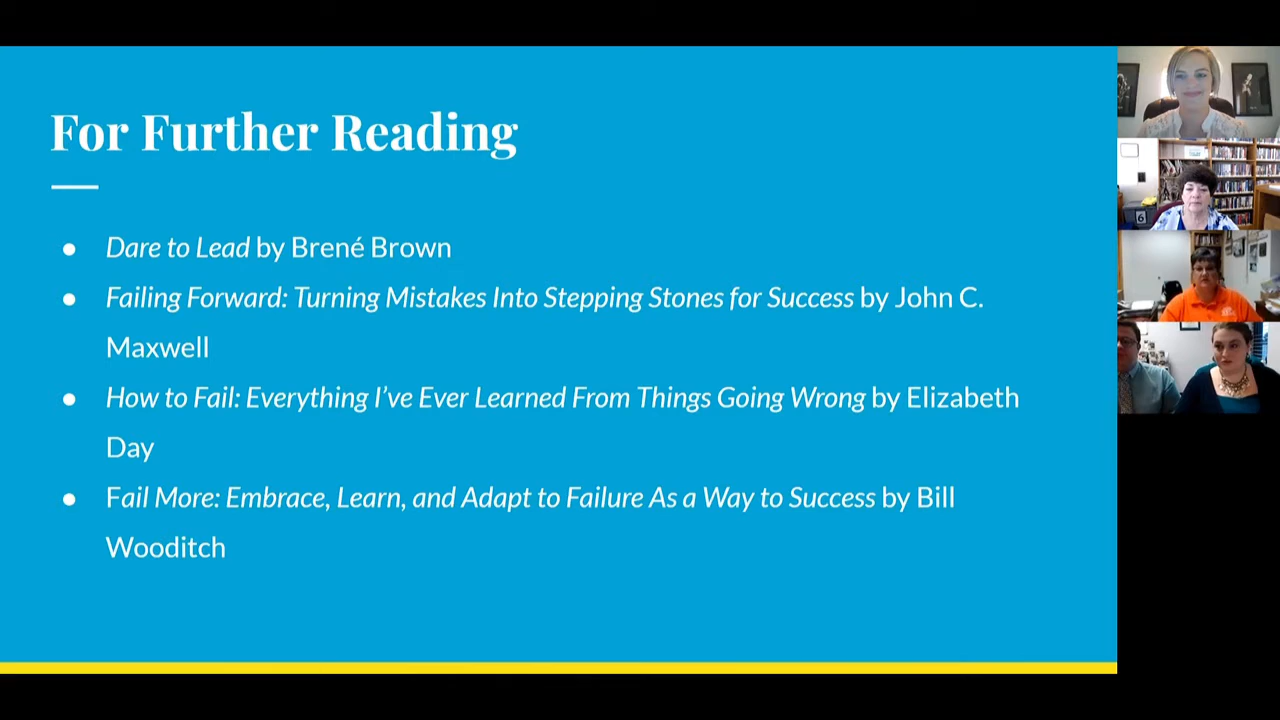 For Further Reading
Dare to Lead by Brené Brown
Failing Forward: Turning Mistakes Into Stepping Stones for Success by John C.
Maxwell
How to Fail: Everything I’ve Ever Learned From Things Going Wrong by Elizabeth
Day
Fail More: Embrace, Learn, and Adapt to Failure As a Way to Success by Bill
Wooditch
6